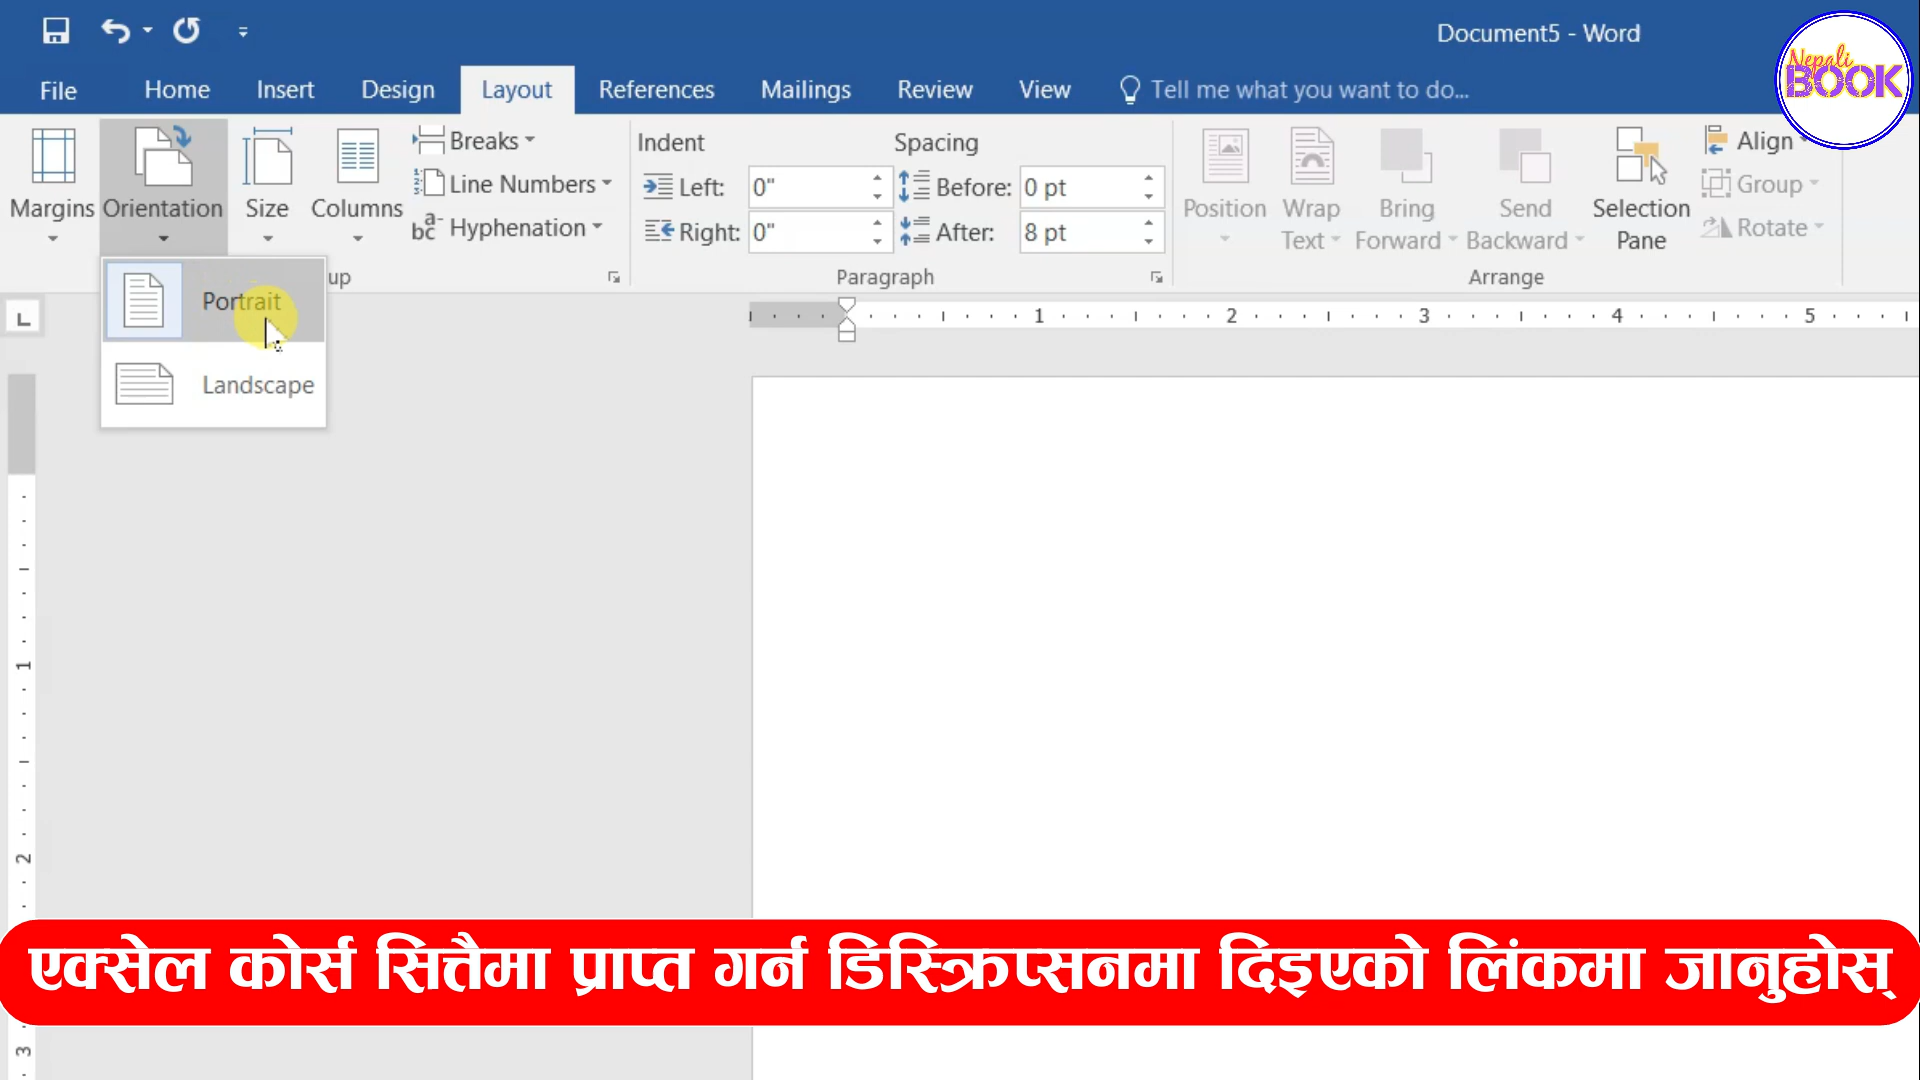 Document5 - Word
Nepali
BOOK
File Home Insert Design Layout References Mailings Review View Tell me what you want to do...
Margins Orientation Size Columns
Breaks
Line Numbers
Hyphenation
Indent
Left: 0"
Right: 0"
Spacing
Before: 0 pt
After: 8 pt
Position
Wrap
Text
Bring
Forward
Send
Backward
Selection
Pane
Align
Group
Rotate
up Paragraph Arrange
Portrait
Landscape
L
1 2 3 4 5
1
2
3
एक्सेल कोर्स सित्तैमा प्राप्त गर्न डिस्क्रिप्सनमा दिइएको लिंकमा जानुहोस्